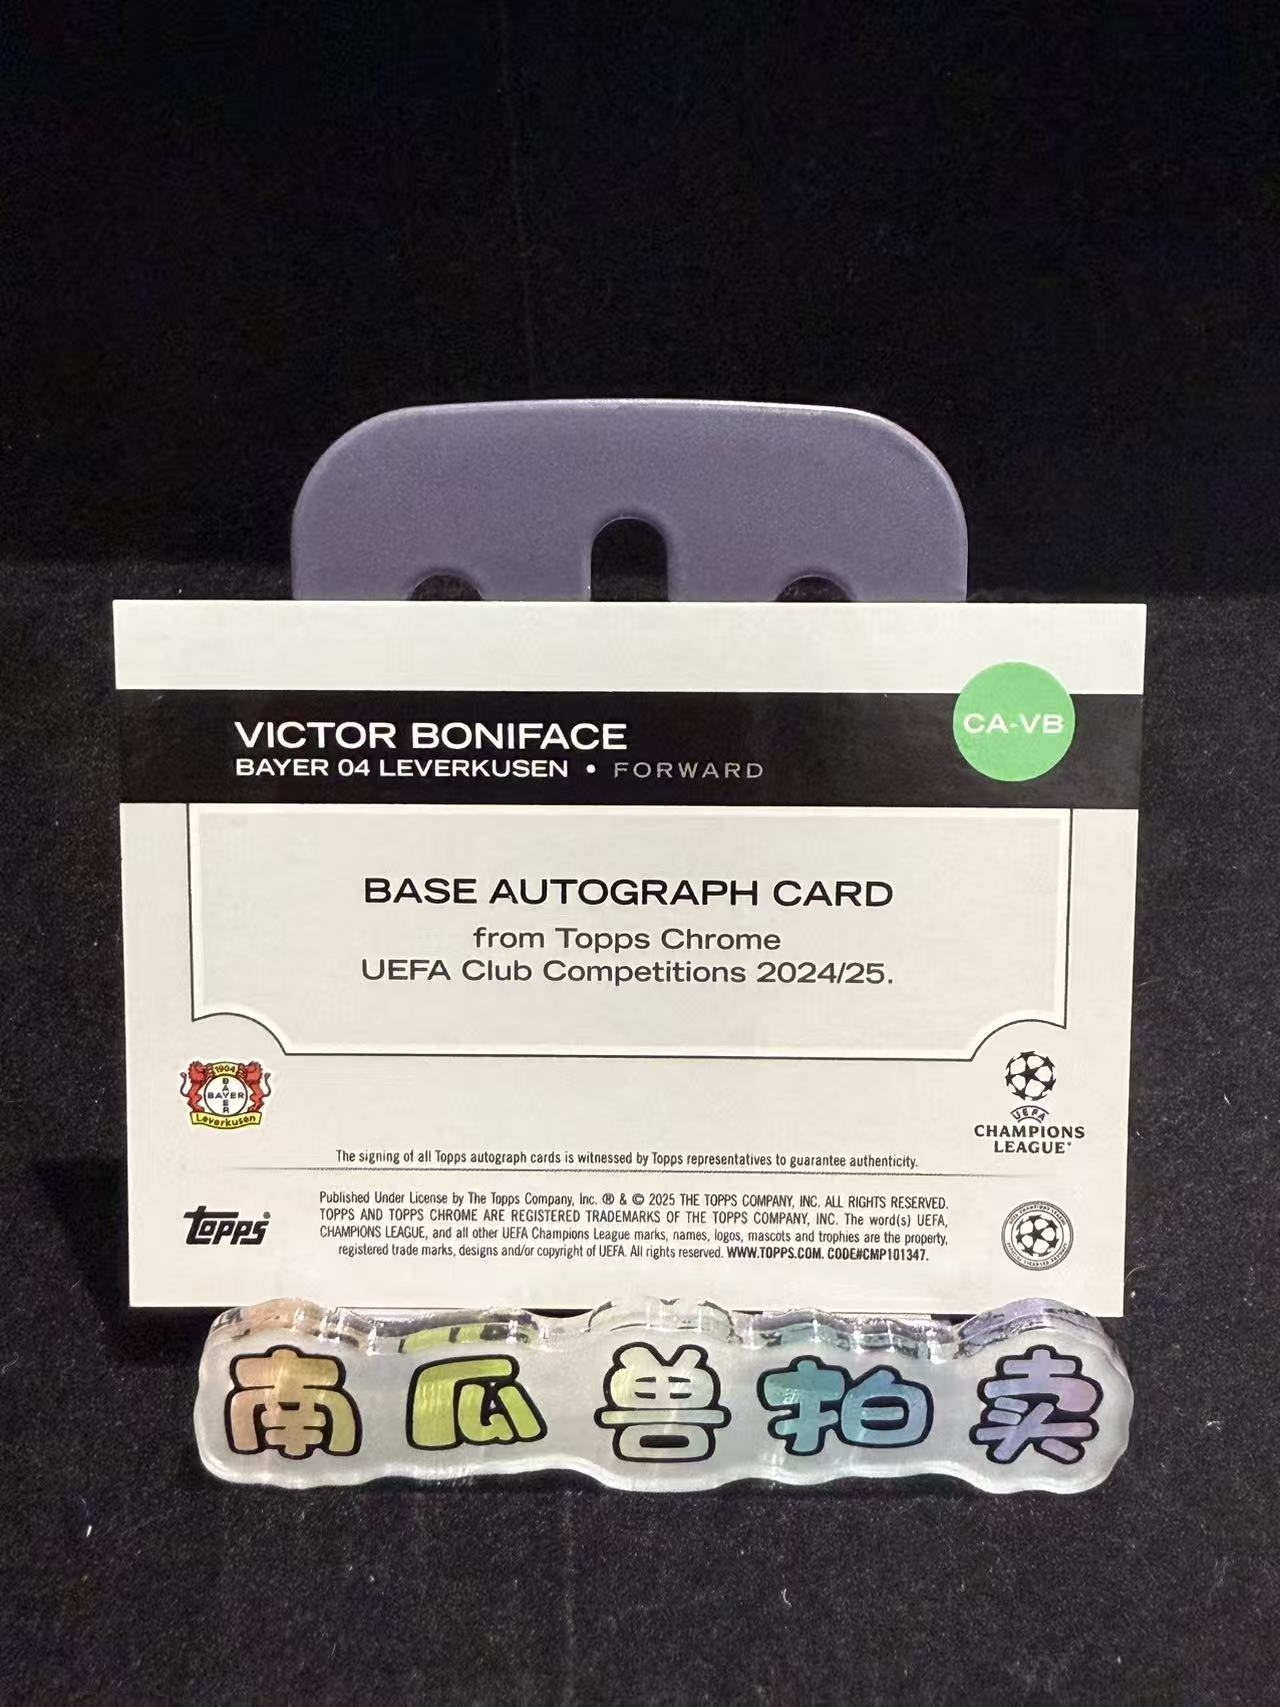 VICTOR BONIFACE
BAYER 04 LEVERKUSEN • FORWARD
CA-VB
BASE AUTOGRAPH CARD
from Topps Chrome
UEFA Club Competitions 2024/25.
1904
BAYER
BAYER
Leverkusen
UEFA
CHAMPIONS
LEAGUE®
The signing of all Topps autograph cards is witnessed by Topps representatives to guarantee authenticity.
topps®
Published Under License by The Topps Company, Inc. ® & © 2025 THE TOPPS COMPANY, INC. ALL RIGHTS RESERVED.
TOPPS AND TOPPS CHROME ARE REGISTERED TRADEMARKS OF THE TOPPS COMPANY, INC. The word(s) UEFA,
CHAMPIONS LEAGUE, and all other UEFA Champions League marks, names, logos, mascots and trophies are the property,
registered trade marks, designs and/or copyright of UEFA. All rights reserved. WWW.TOPPS.COM. CODE#CMP101347.
南瓜兽拍卖